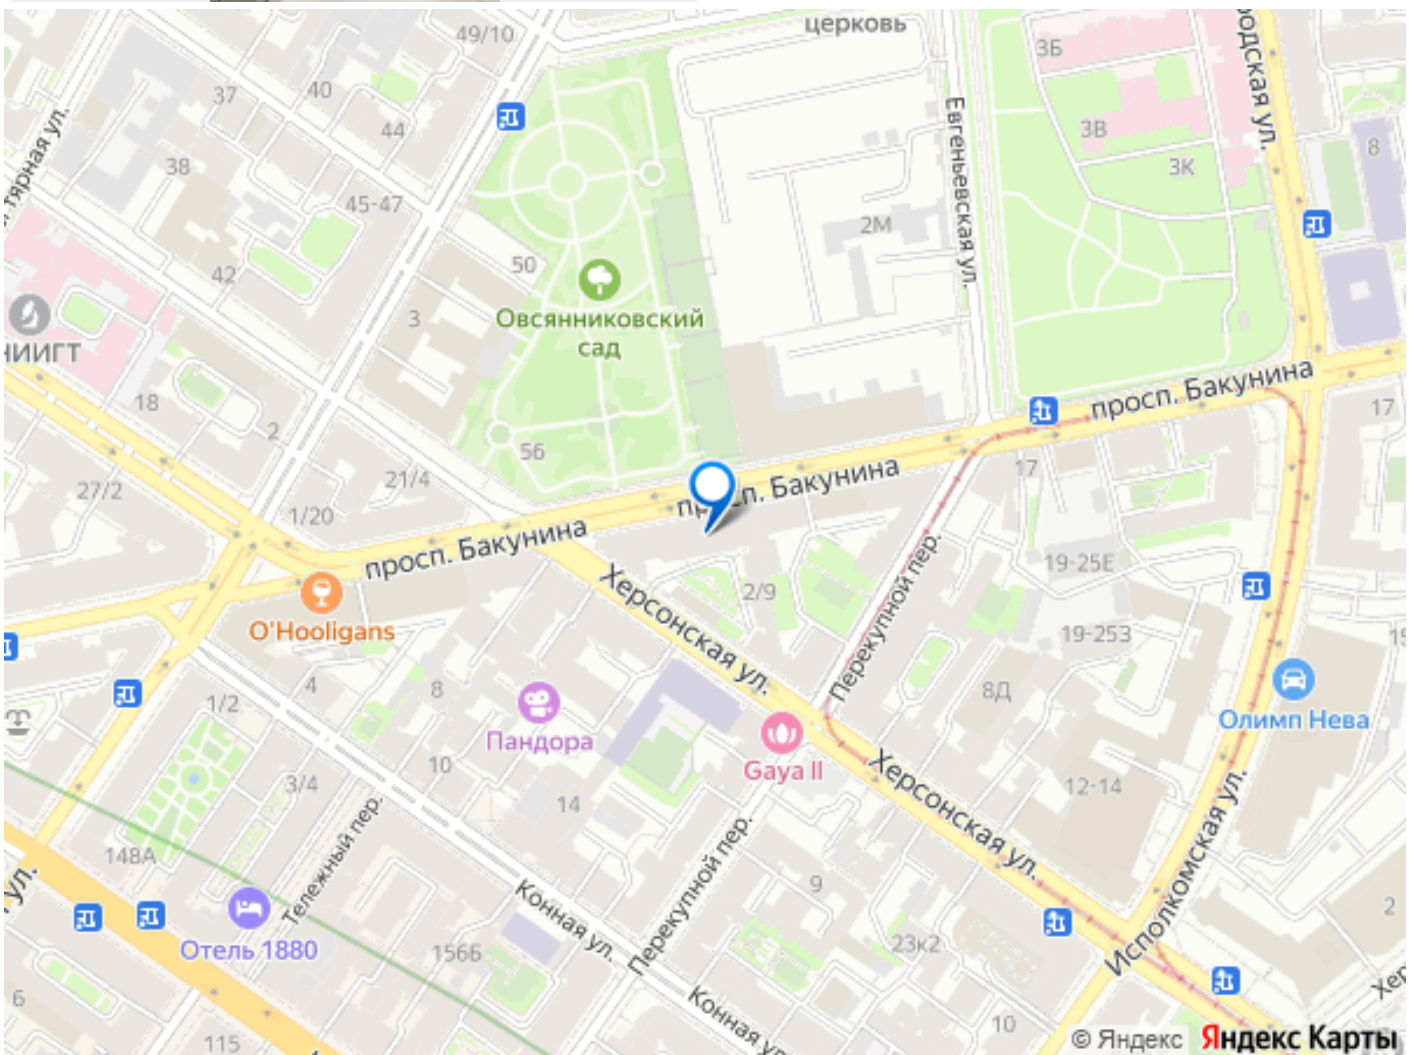 церковь
49/10
3Б
37
40
44
3В
8
38
3К
45-47
Евгеньевская ул.
2М
42
50
3
Овсянниковский
сад
НИИГТ
18
2
56
просп. Бакунина
17
21/4
27/2
1/20
17
просп. Бакунина
просп. Бакунина
19-25Е
O'Hooligans
Херсонская ул.
2/9
Перекупной пер.
19-253
4
8
8Д
1/2
Пандора
Gaya II
Олимп Нева
10
3/4
14
12-14
Херсонская ул.
148А
Тележный пер.
Перекупной пер.
9
Исполкомская ул.
2
Отель 1880
156Б
Конная ул.
23к2
6
Конная ул.
10
115
© Яндекс Яндекс Карты